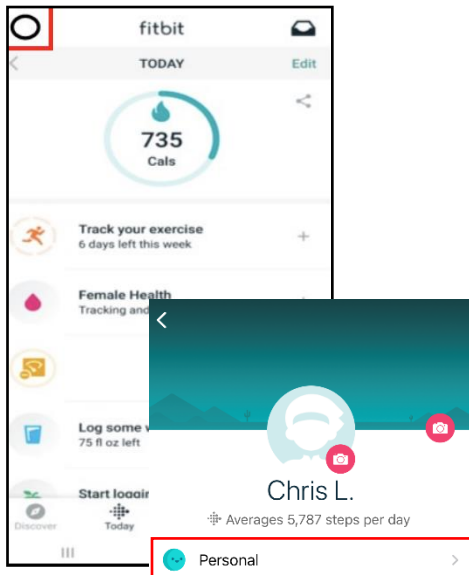 fitbit
TODAY
Edit
735
Cals
Track your exercise
6 days left this week
Female Health
Tracking and
Log some
75 fl oz left
Start loggin
Discover
Today
Chris L.
Averages 5,787 steps per day
Personal